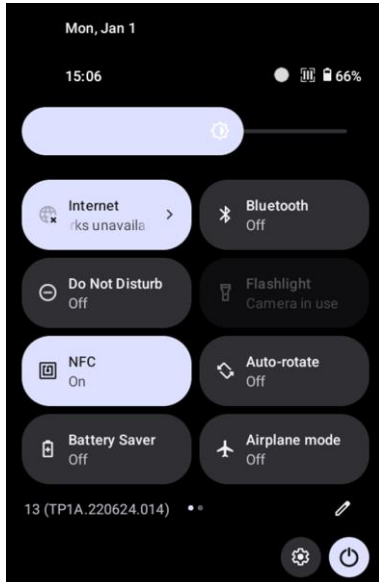 Mon, Jan 1
15:06
66%
Internet
rks unavaila
Bluetooth
Off
Do Not Disturb
Off
Flashlight
Camera in use
NFC
On
Auto-rotate
Off
Battery Saver
Off
Airplane mode
Off
13 (TP1A.220624.014)